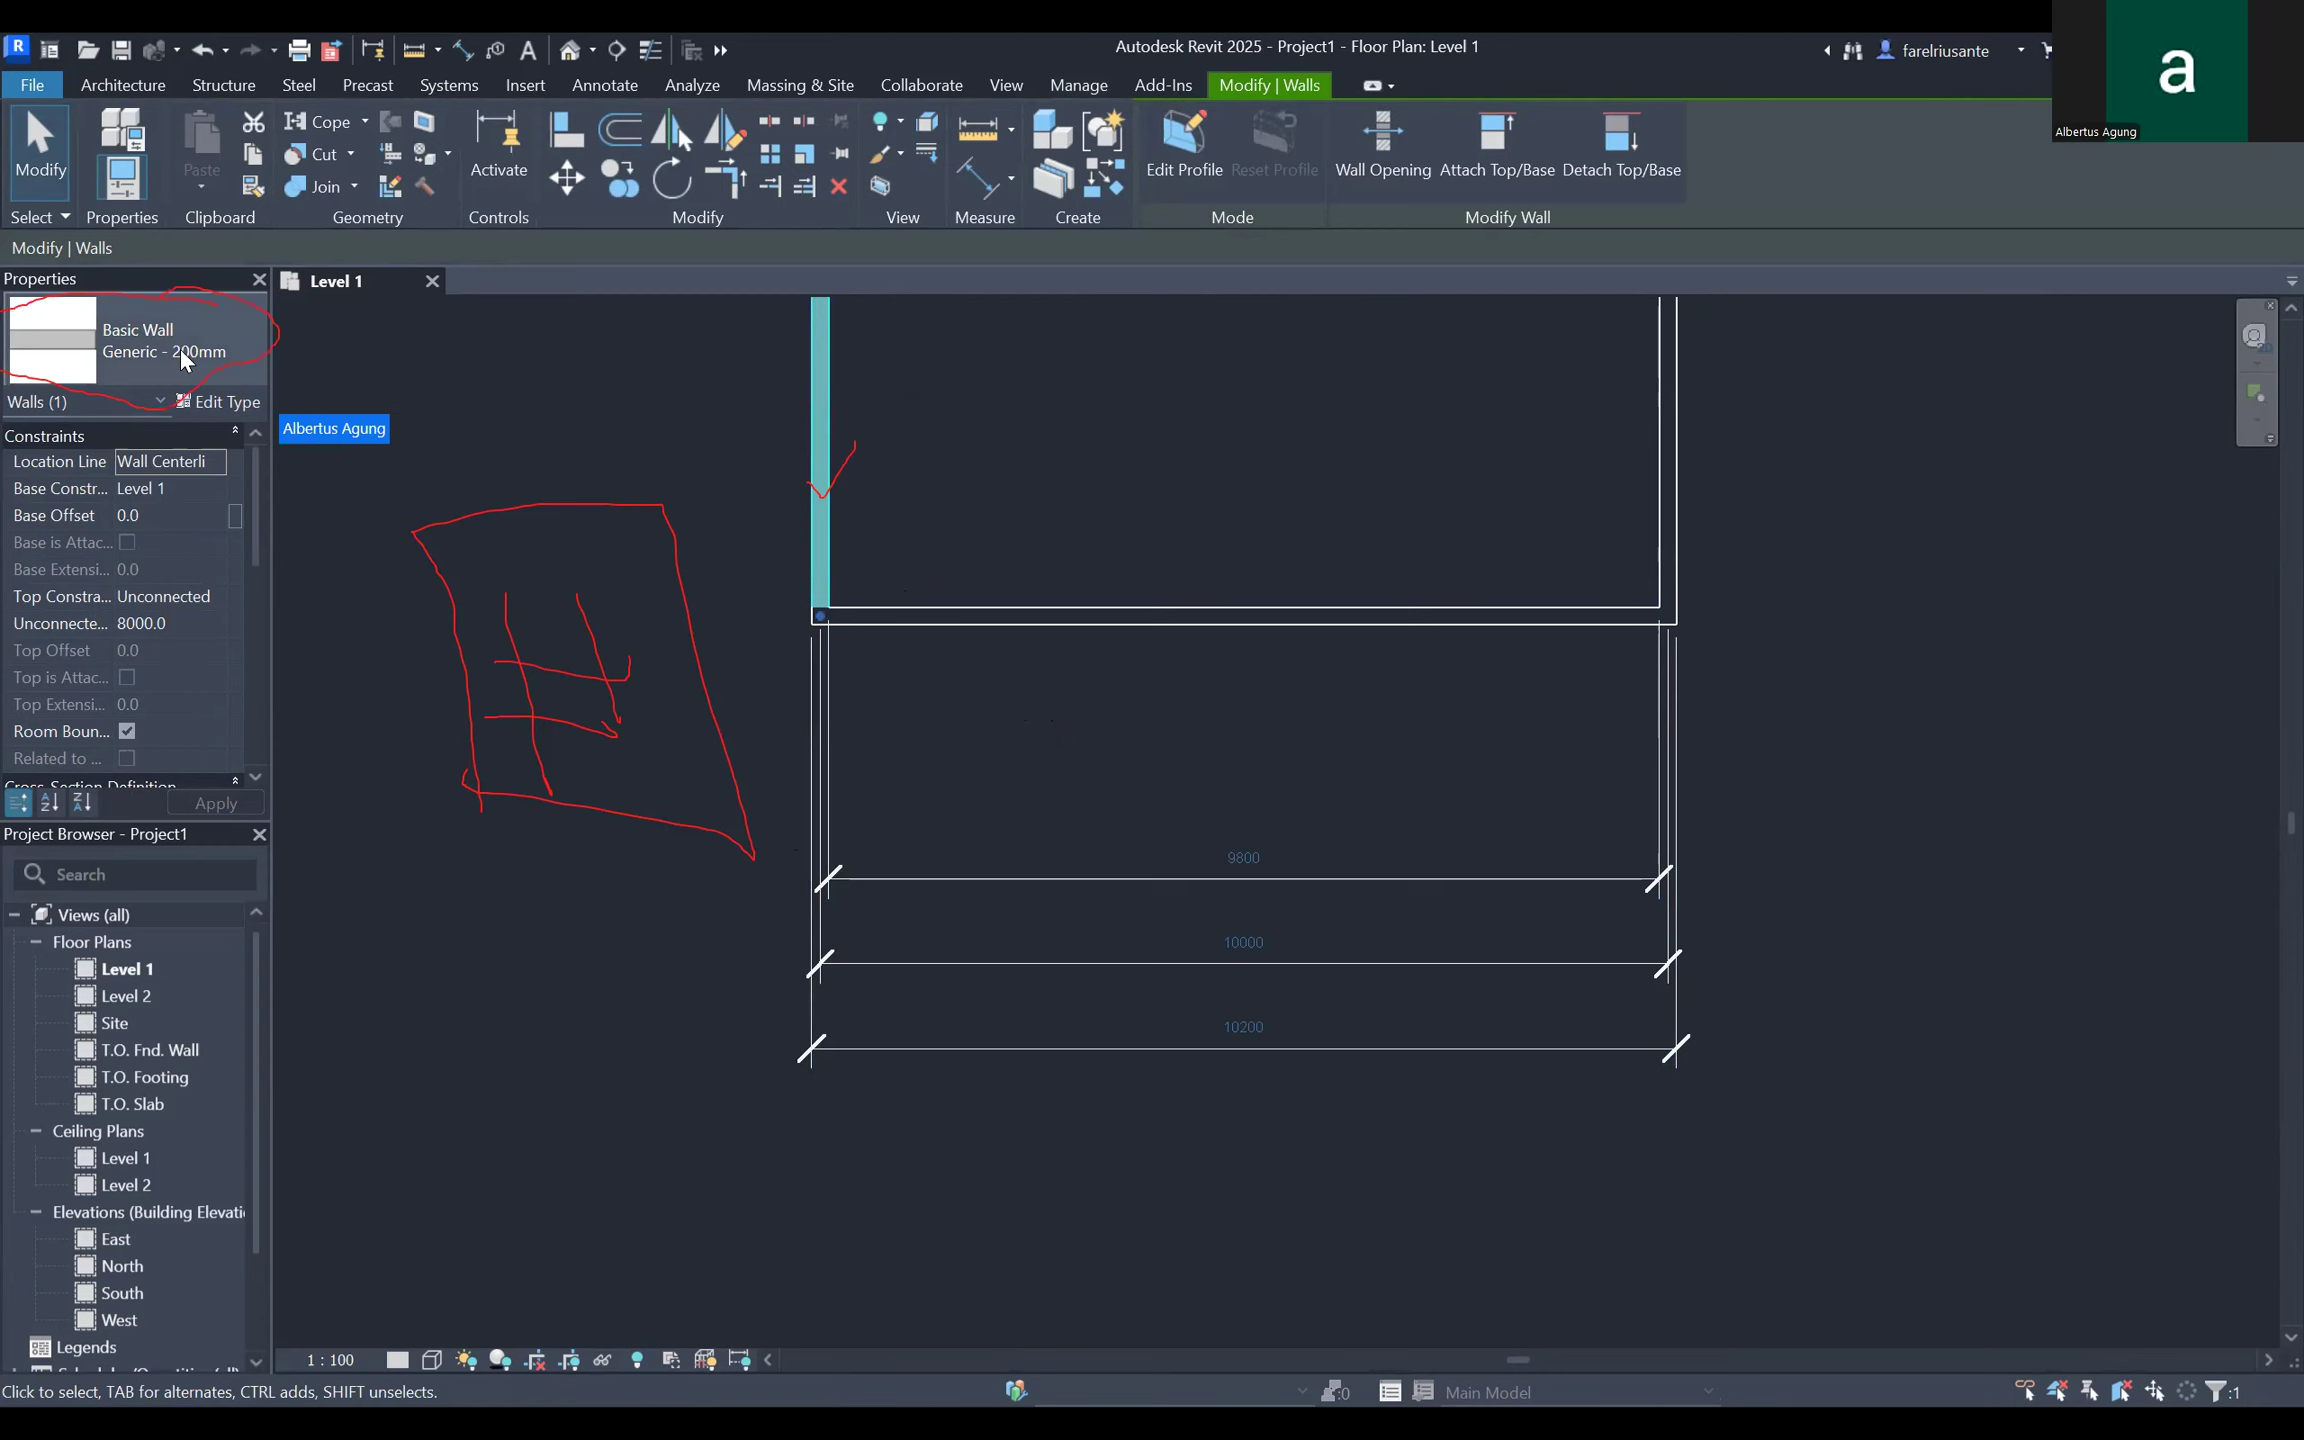 Autodesk Revit 2025 - Project1 - Floor Plan: Level 1
farelriusante
a
Albertus Agung
File Architecture Structure Steel Precast Systems Insert Annotate Analyze Massing & Site Collaborate View Manage Add-Ins Modify | Walls
Modify
Paste
Cope
Cut
Join
Activate
Edit Profile Reset Profile Wall Opening Attach Top/Base Detach Top/Base
Select Properties Clipboard Geometry Controls Modify View Measure Create Mode Modify Wall
Modify | Walls
Properties
Level 1
Basic Wall
Generic - 200mm
Walls (1) Edit Type
Albertus Agung
Constraints
Location Line Wall Centerli
Base Constr... Level 1
Base Offset 0.0
Base is Attac...
Base Extensi... 0.0
Top Constra... Unconnected
Unconnecte... 8000.0
Top Offset 0.0
Top is Attac...
Top Extensi... 0.0
Room Boun...
Related to ...
Cross-Section Definition
Apply
Project Browser - Project1
Search
Views (all)
Floor Plans
Level 1
Level 2
Site
T.O. Fnd. Wall
T.O. Footing
T.O. Slab
Ceiling Plans
Level 1
Level 2
Elevations (Building Elevati
East
North
South
West
Legends
9800
10000
10200
1 : 100
Click to select, TAB for alternates, CTRL adds, SHIFT unselects.
:0
Main Model
:1